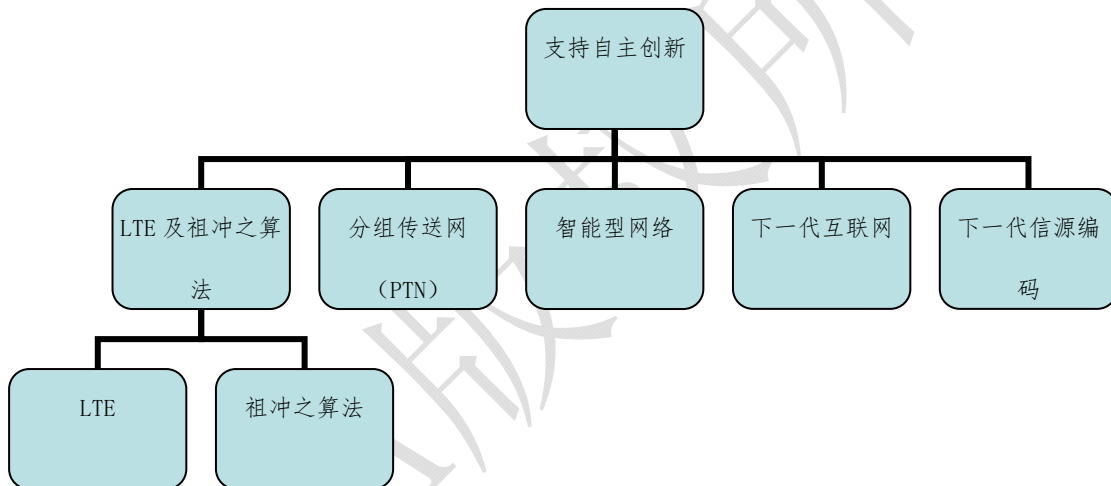 支持自主创新
LTE 及祖冲之算
法
分组传送网
（PTN）
智能型网络
下一代互联网
下一代信源编
码
LTE
祖冲之算法